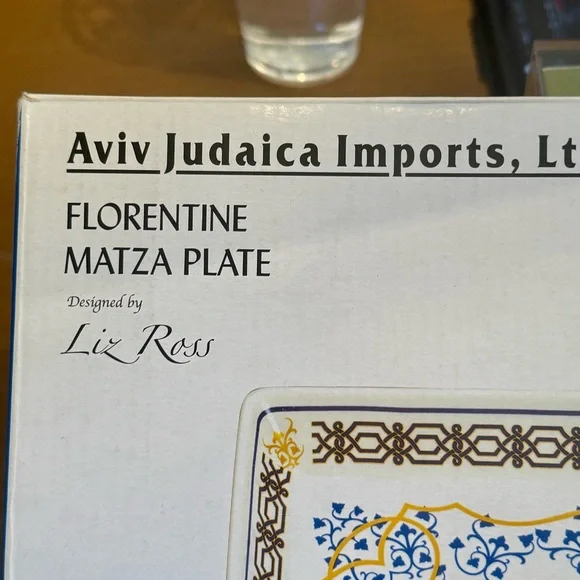 Aviv Judaica Imports, Lt
FLORENTINE
MATZA PLATE
Designed by
Liz Ross